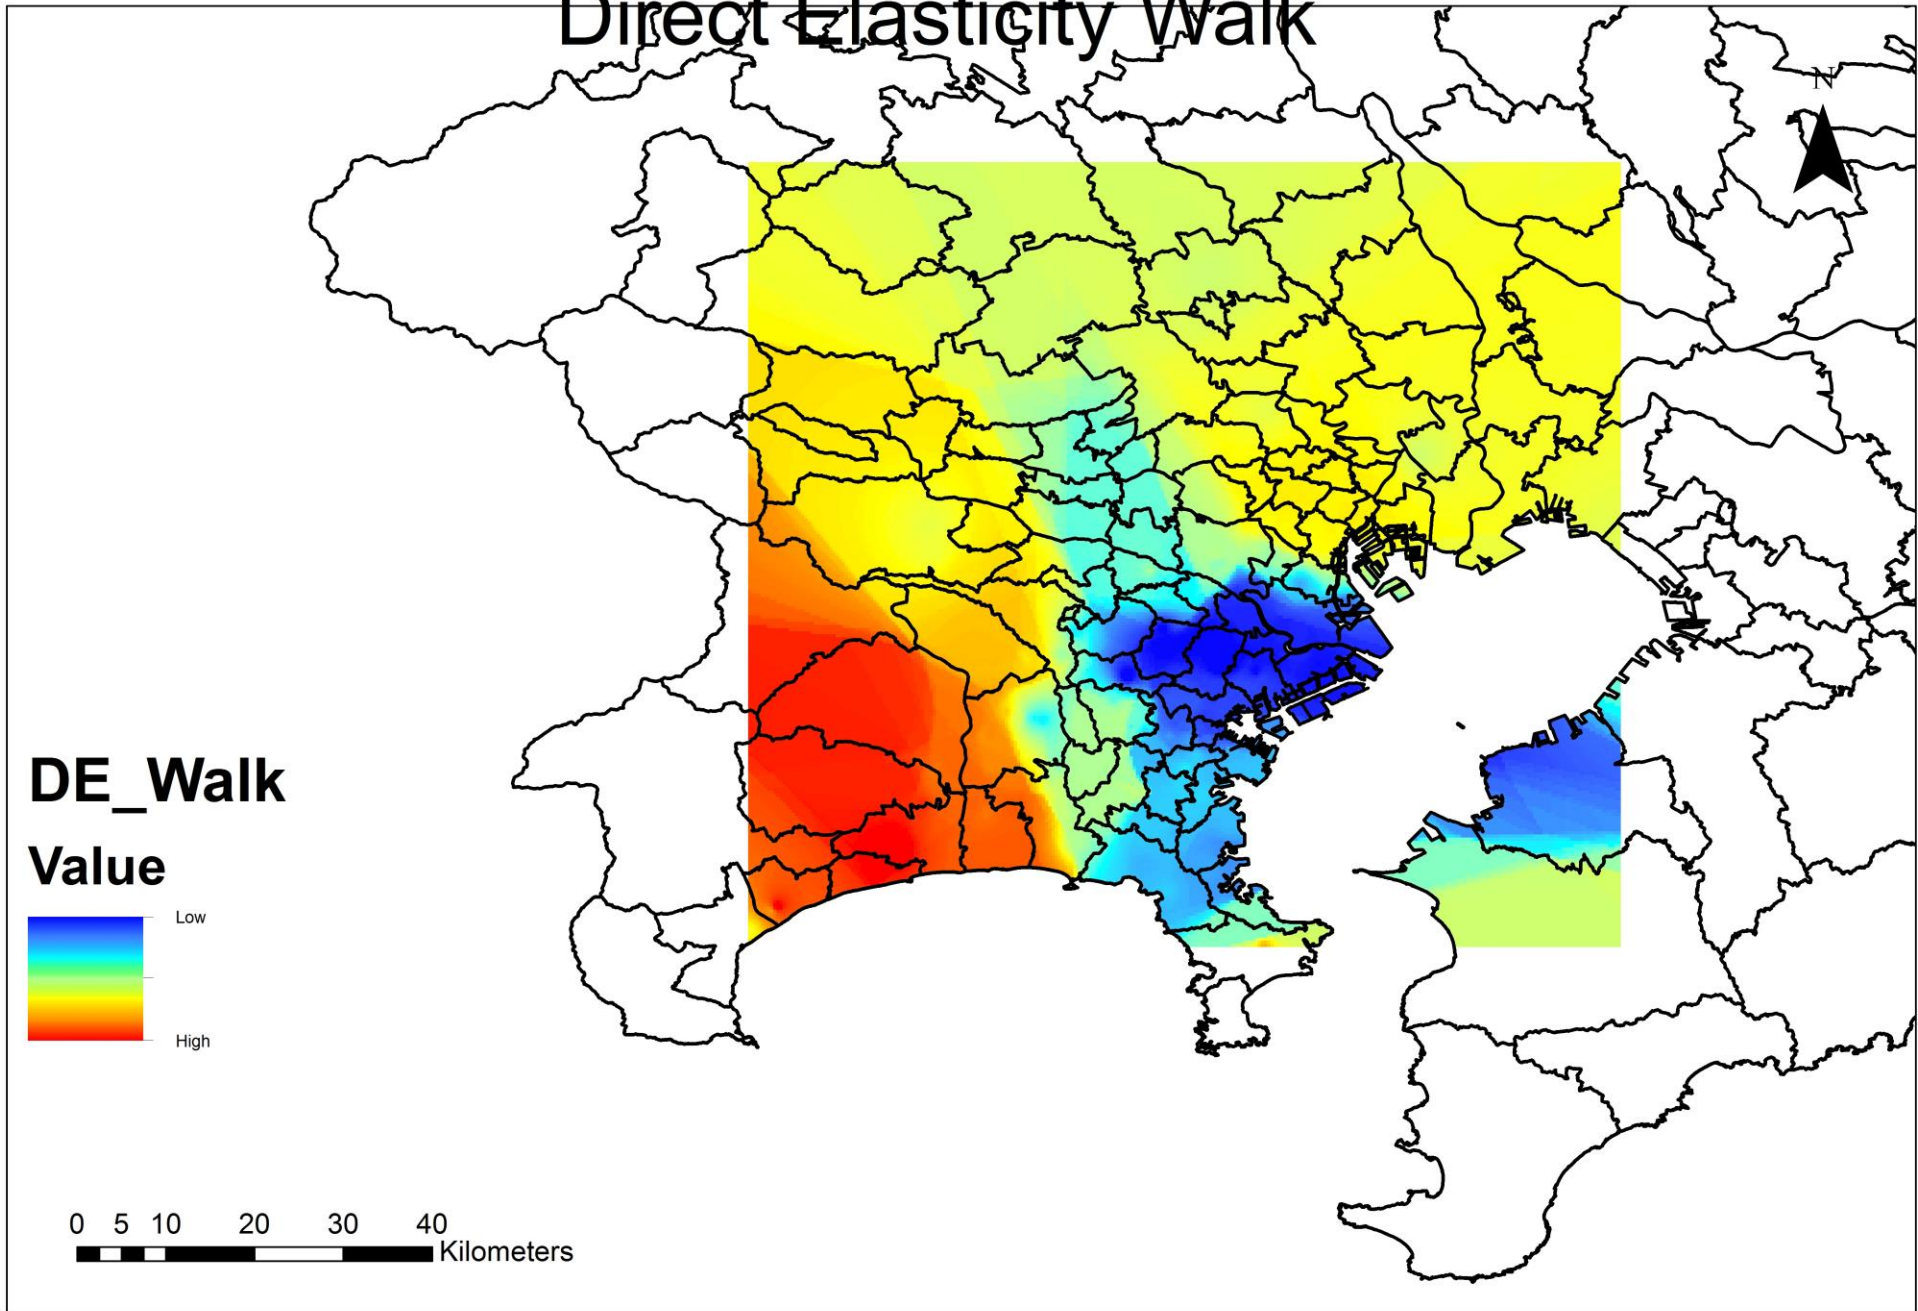 Direct Elasticity Walk
N
DE_Walk
Value
Low
High
0 5 10 20 30 40
Kilometers